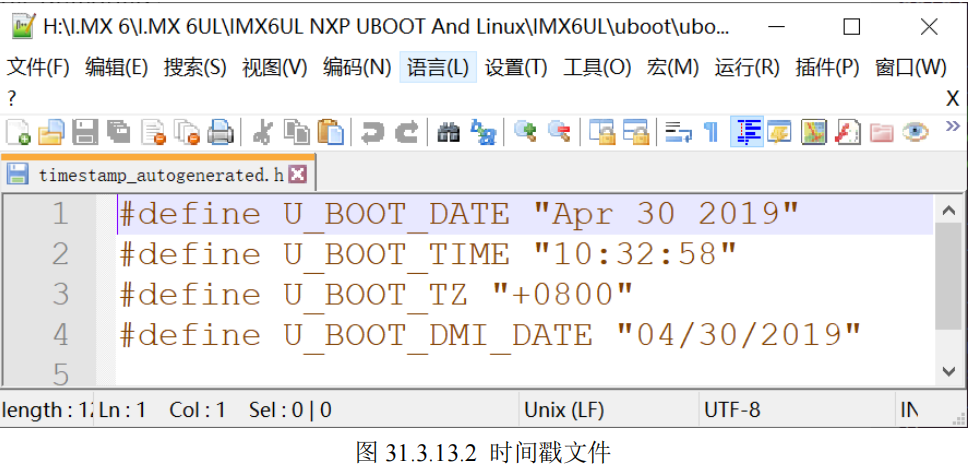 H:\I.MX 6\I.MX 6UL\IMX6UL NXP UBOOT And Linux\IMX6UL\uboot\ubo...
文件(F) 编辑(E) 搜索(S) 视图(V) 编码(N) 语言(L) 设置(T) 工具(O) 宏(M) 运行(R) 插件(P) 窗口(W)
? X
timestamp_autogenerated.h
1 #define U_BOOT_DATE "Apr 30 2019"
2 #define U_BOOT_TIME "10:32:58"
3 #define U_BOOT_TZ "+0800"
4 #define U_BOOT_DMI_DATE "04/30/2019"
5
length : Ln : 1 Col : 1 Sel : 0 | 0 Unix (LF) UTF-8 IN
图 31.3.13.2 时间戳文件